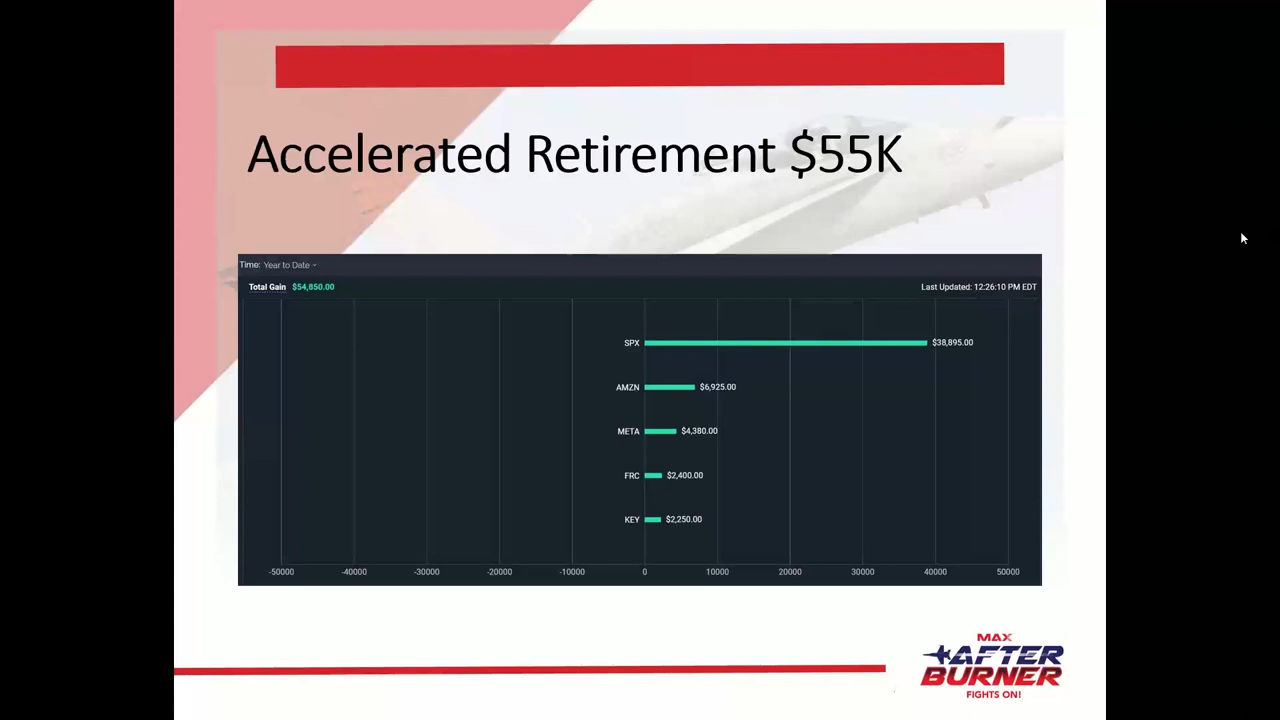 Accelerated Retirement $55K
Time: Year to Date
Total Gain $54,850.00
Last Updated: 12:26:10 PM EDT
SPX $38,895.00
AMZN $6,925.00
META $4,380.00
FRC $2,400.00
KEY $2,250.00
-50000 -40000 -30000 -20000 -10000 0 10000 20000 30000 40000 50000
MAX
AFTER
BURNER
FIGHTS ON!